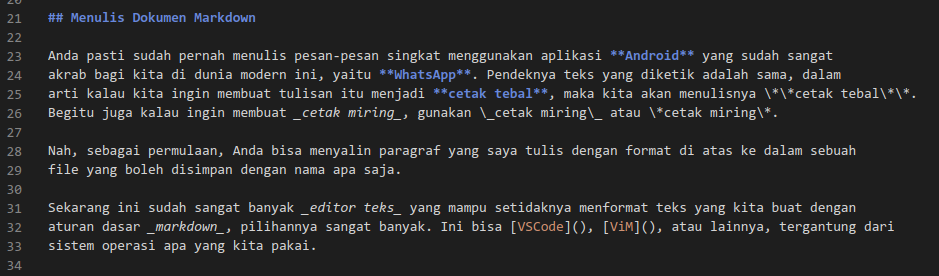 21 ## Menulis Dokumen Markdown
22
23 Anda pasti sudah pernah menulis pesan-pesan singkat menggunakan aplikasi **Android** yang sudah sangat
24 akrab bagi kita di dunia modern ini, yaitu **WhatsApp**. Pendeknya teks yang diketik adalah sama, dalam
25 arti kalau kita ingin membuat tulisan itu menjadi **cetak tebal**, maka kita akan menulisnya \*\*cetak tebal\*\*.
26 Begitu juga kalau ingin membuat _cetak miring_, gunakan \_cetak miring\_ atau \*cetak miring\*.
27
28 Nah, sebagai permulaan, Anda bisa menyalin paragraf yang saya tulis dengan format di atas ke dalam sebuah
29 file yang boleh disimpan dengan nama apa saja.
30
31 Sekarang ini sudah sangat banyak _editor teks_ yang mampu setidaknya menformat teks yang kita buat dengan
32 aturan dasar _markdown_, pilihannya sangat banyak. Ini bisa [VSCode](), [ViM](), atau lainnya, tergantung dari
33 sistem operasi apa yang kita pakai.
34